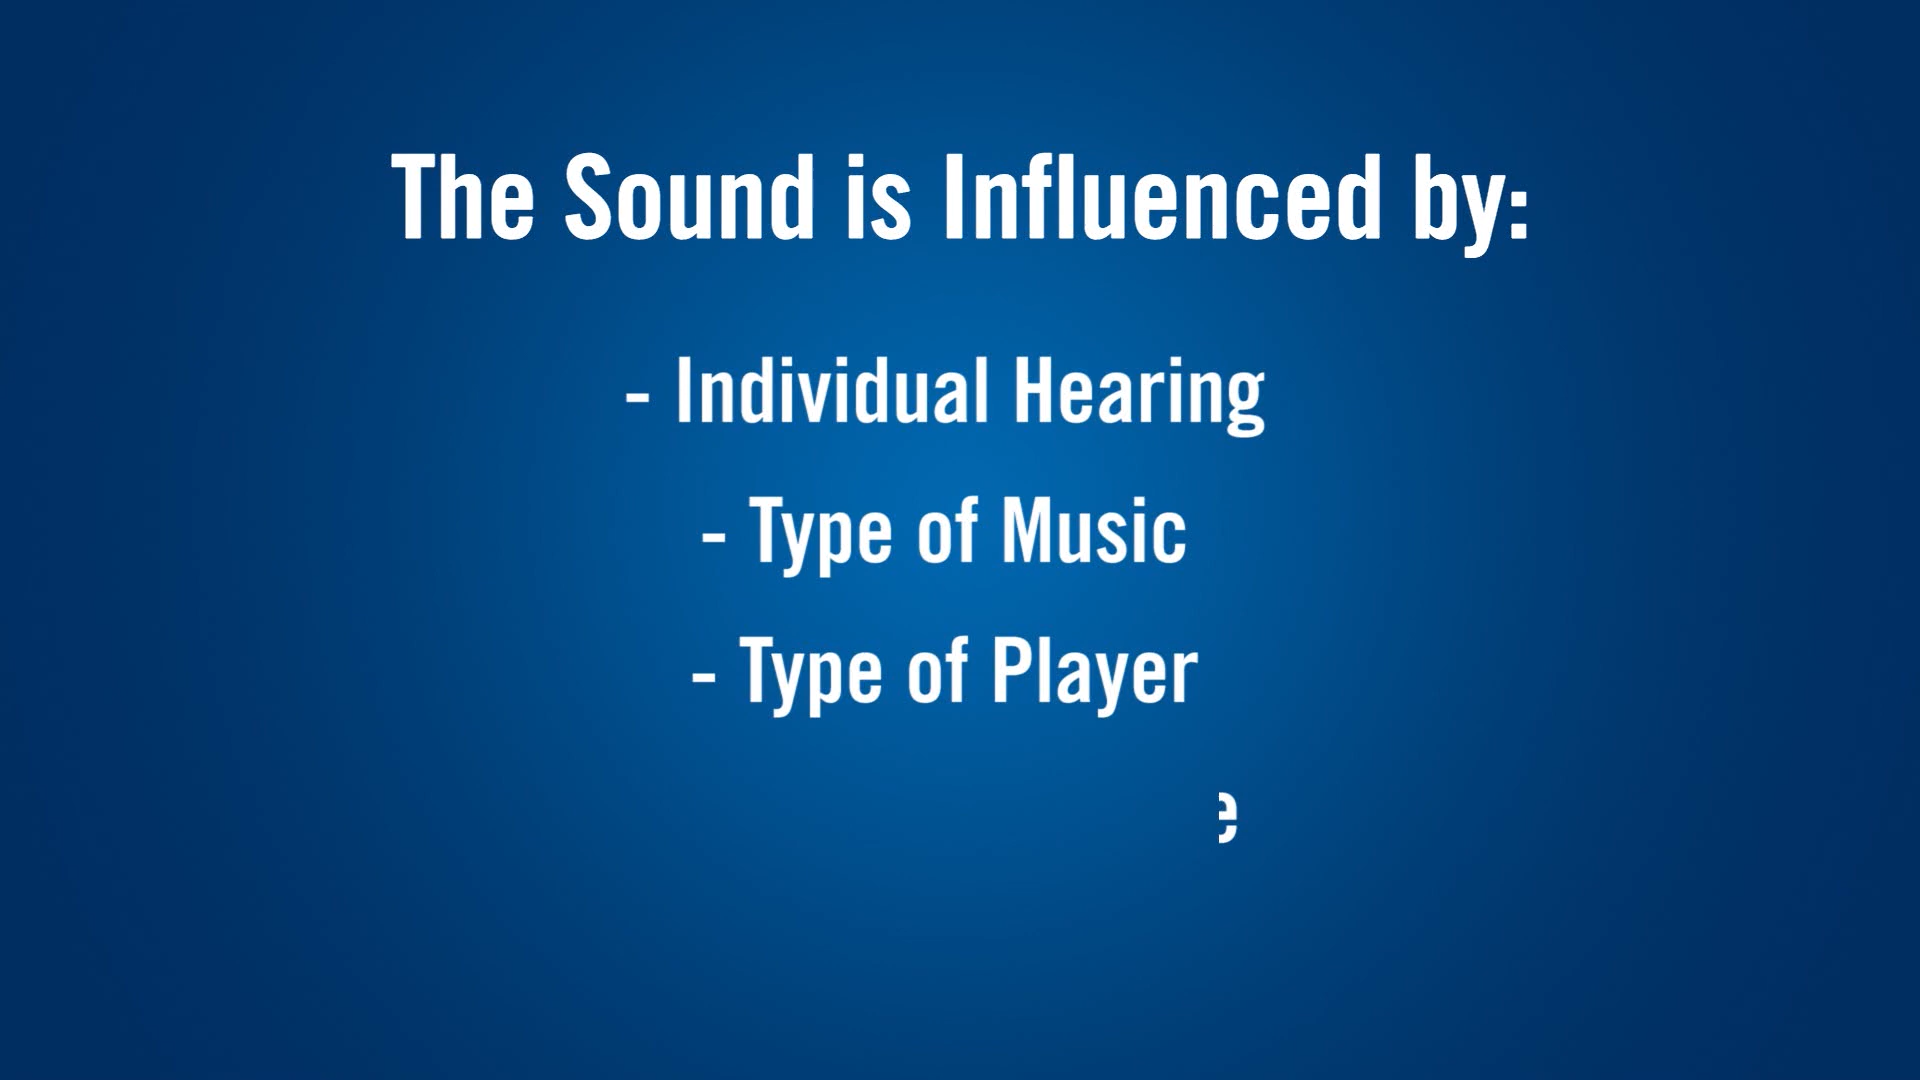 The Sound is Influenced by:
- Individual Hearing
- Type of Music
- Type of Player